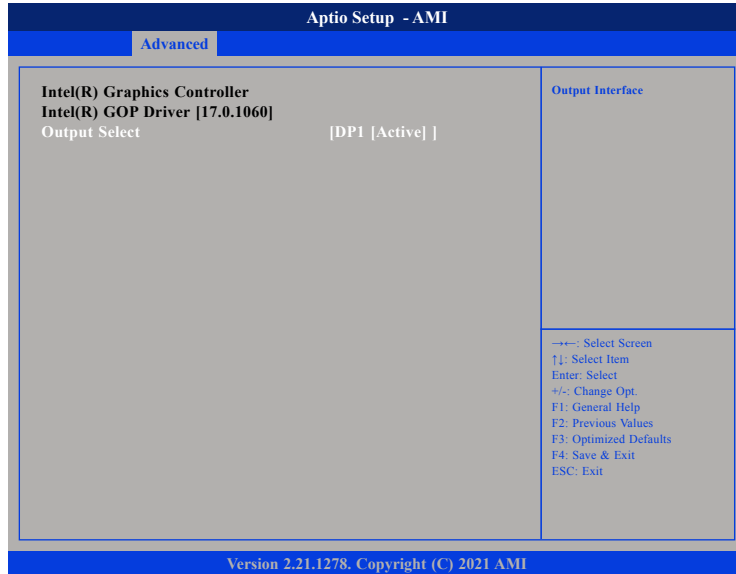 Aptio Setup - AMI
Advanced
Intel(R) Graphics Controller
Intel(R) GOP Driver [17.0.1060]
Output Select [DP1 [Active] ]
Output Interface
→←: Select Screen
↑↓: Select Item
Enter: Select
+/-: Change Opt.
F1: General Help
F2: Previous Values
F3: Optimized Defaults
F4: Save & Exit
ESC: Exit
Version 2.21.1278. Copyright (C) 2021 AMI